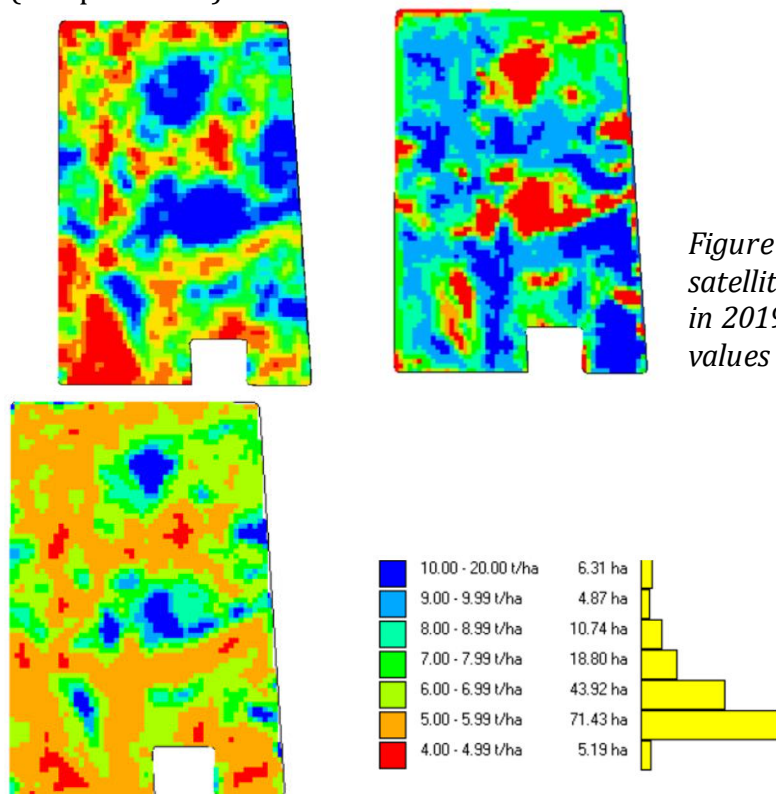 Figure
satellit
in 2019
values
10.00 - 20.00 t/ha 6.31 ha
9.00 - 9.99 t/ha 4.87 ha
8.00 - 8.99 t/ha 10.74 ha
7.00 - 7.99 t/ha 18.80 ha
6.00 - 6.99 t/ha 43.92 ha
5.00 - 5.99 t/ha 71.43 ha
4.00 - 4.99 t/ha 5.19 ha